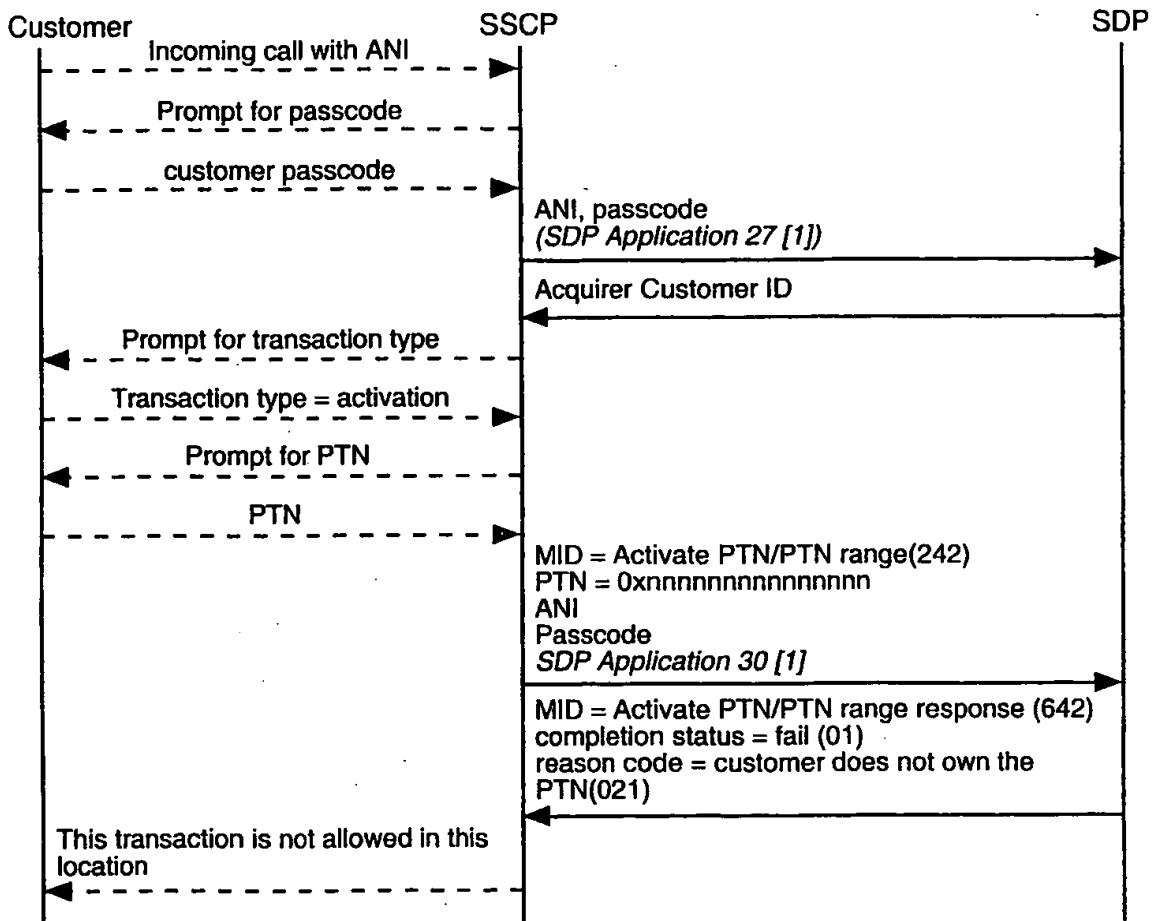 Customer
SSCP
SDP
Incoming call with ANI
Prompt for passcode
customer passcode
ANI, passcode
(SDP Application 27 [1])
Acquirer Customer ID
Prompt for transaction type
Transaction type = activation
Prompt for PTN
PTN
MID = Activate PTN/PTN range(242)
PTN = 0xnnnnnnnnnnnnnnnn
ANI
Passcode
SDP Application 30 [1]
MID = Activate PTN/PTN range response (642)
completion status = fail (01)
reason code = customer does not own the
PTN(021)
This transaction is not allowed in this
location